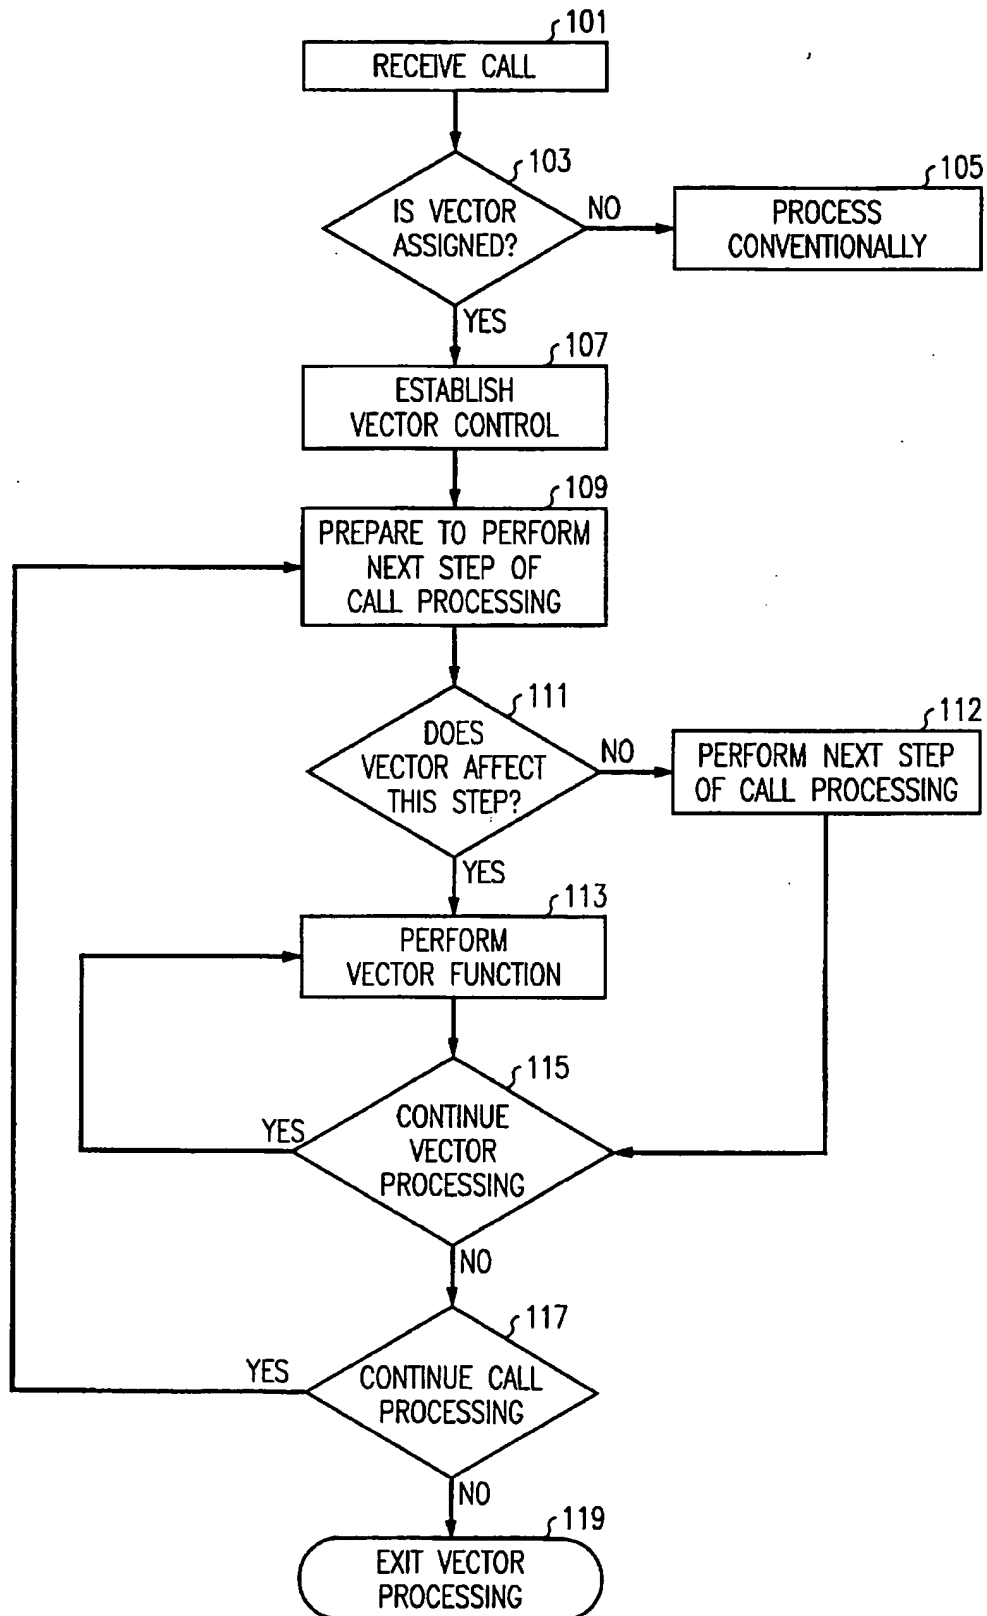 101
RECEIVE CALL
103
IS VECTOR
ASSIGNED?
NO
105
PROCESS
CONVENTIONALLY
YES
107
ESTABLISH
VECTOR CONTROL
109
PREPARE TO PERFORM
NEXT STEP OF
CALL PROCESSING
111
DOES
VECTOR AFFECT
THIS STEP?
NO
112
PERFORM NEXT STEP
OF CALL PROCESSING
YES
113
PERFORM
VECTOR FUNCTION
115
CONTINUE
VECTOR
PROCESSING
YES
NO
117
CONTINUE CALL
PROCESSING
YES
NO
119
EXIT VECTOR
PROCESSING